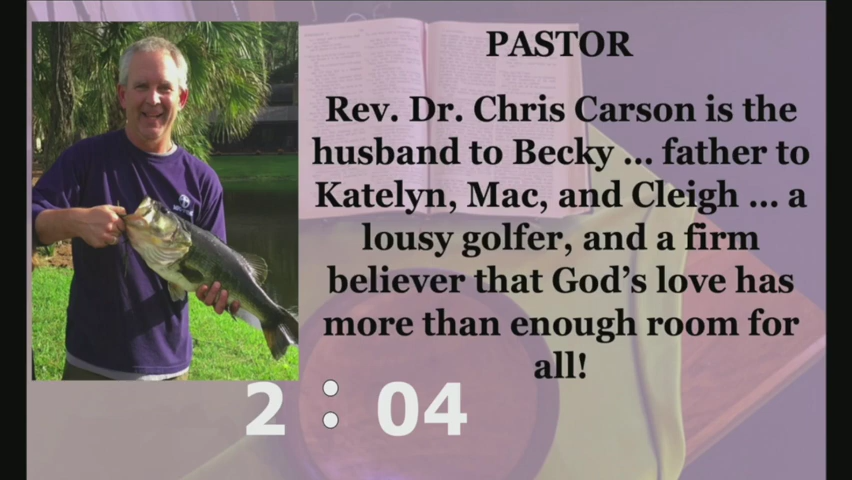 PASTOR
Rev. Dr. Chris Carson is the
husband to Becky ... father to
Katelyn, Mac, and Cleigh ... a
lousy golfer, and a firm
believer that God's love has
more than enough room for
all!
2 : 04